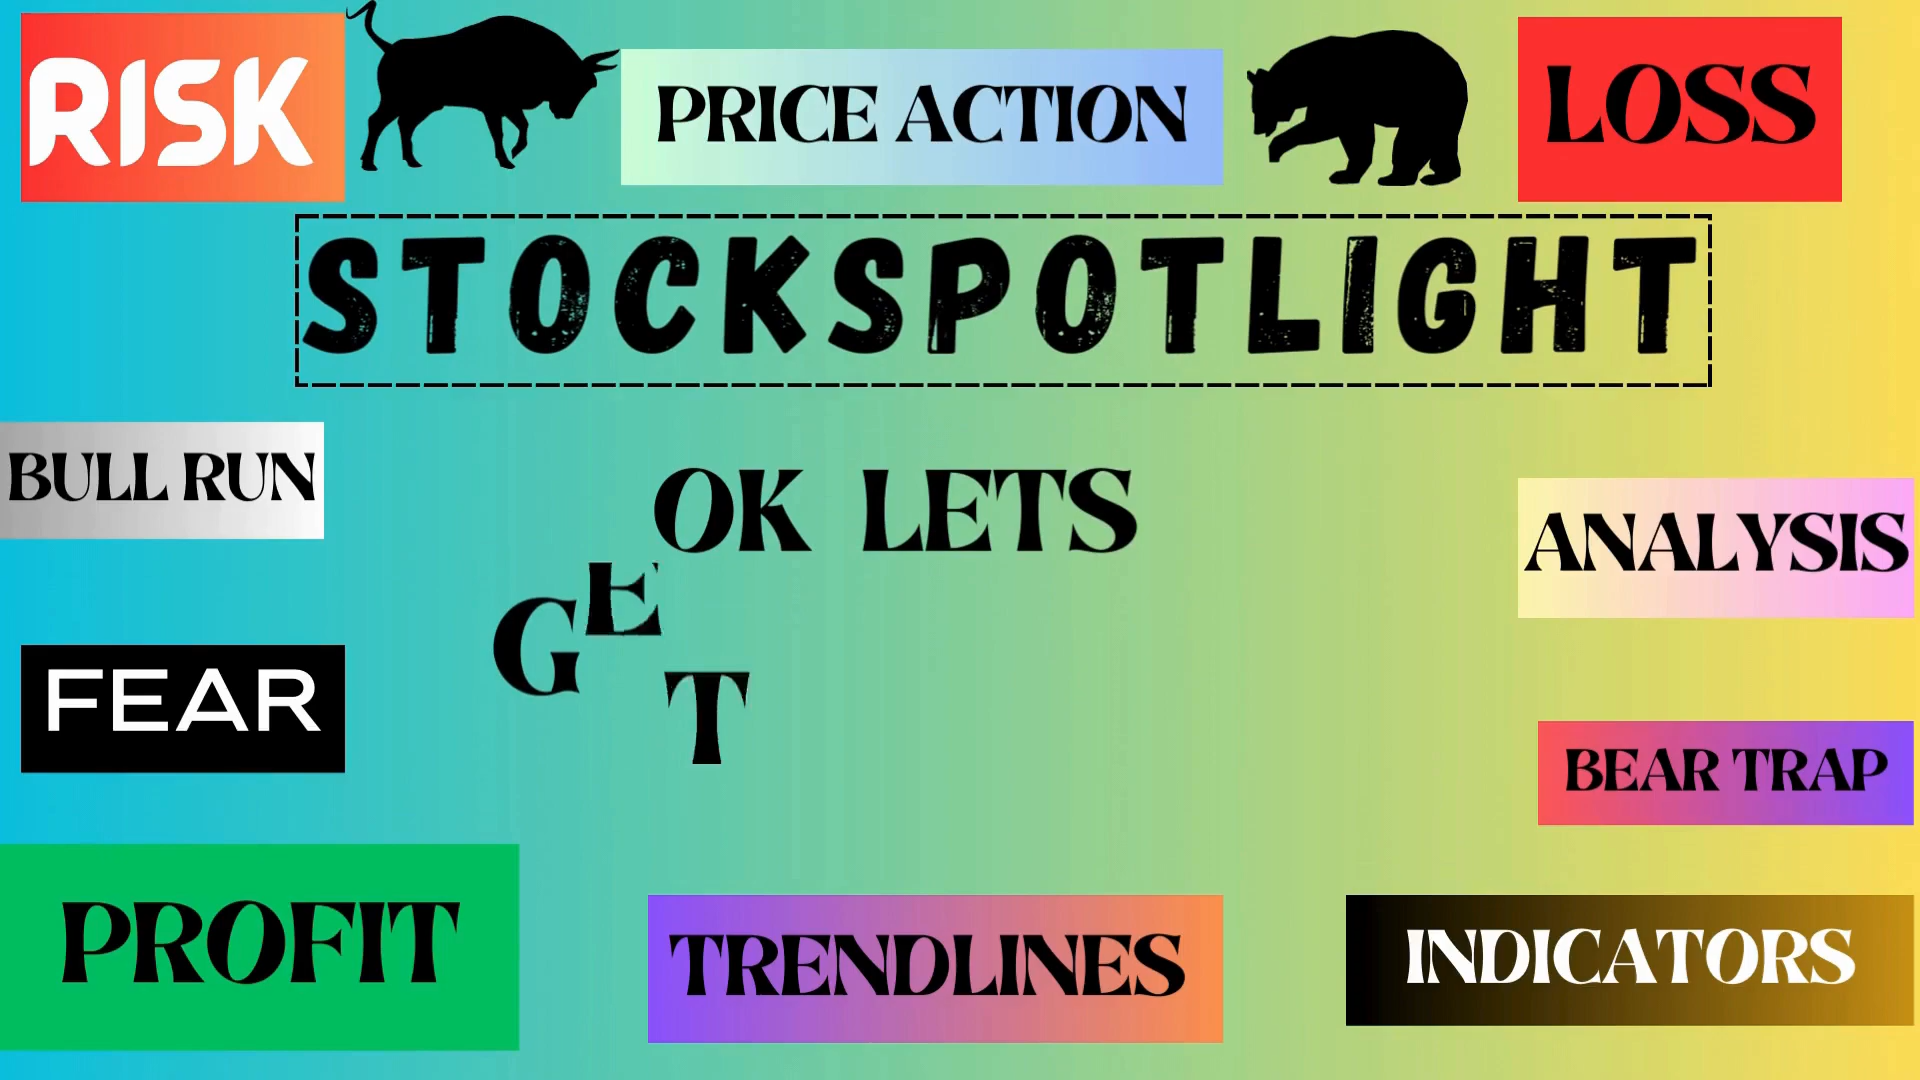 RISK
PRICE ACTION
LOSS
STOCKSPOTLIGHT
BULL RUN
OK LETS
ANALYSIS
GET
FEAR
BEAR TRAP
PROFIT
TRENDLINES
INDICATORS